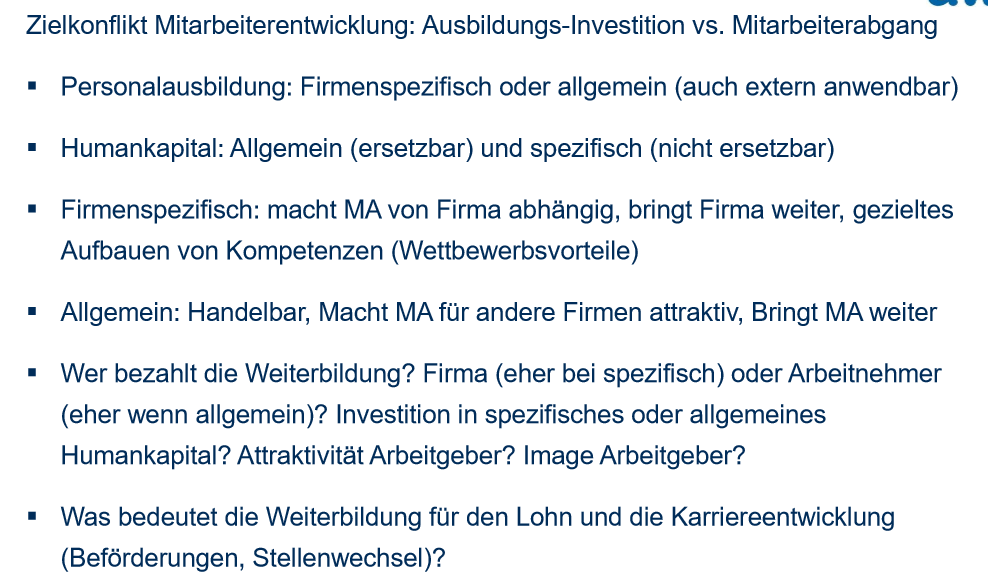 Zielkonflikt Mitarbeiterentwicklung: Ausbildungs-Investition vs. Mitarbeiterabgang
▪ Personalausbildung: Firmenspezifisch oder allgemein (auch extern anwendbar)
▪ Humankapital: Allgemein (ersetzbar) und spezifisch (nicht ersetzbar)
▪ Firmenspezifisch: macht MA von Firma abhängig, bringt Firma weiter, gezieltes
Aufbauen von Kompetenzen (Wettbewerbsvorteile)
▪ Allgemein: Handelbar, Macht MA für andere Firmen attraktiv, Bringt MA weiter
▪ Wer bezahlt die Weiterbildung? Firma (eher bei spezifisch) oder Arbeitnehmer
(eher wenn allgemein)? Investition in spezifisches oder allgemeines
Humankapital? Attraktivität Arbeitgeber? Image Arbeitgeber?
▪ Was bedeutet die Weiterbildung für den Lohn und die Karriereentwicklung
(Beförderungen, Stellenwechsel)?